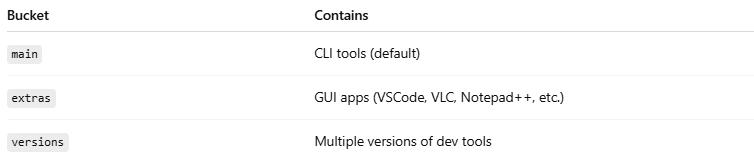 Bucket Contains
main CLI tools (default)
extras GUI apps (VSCode, VLC, Notepad++, etc.)
versions Multiple versions of dev tools